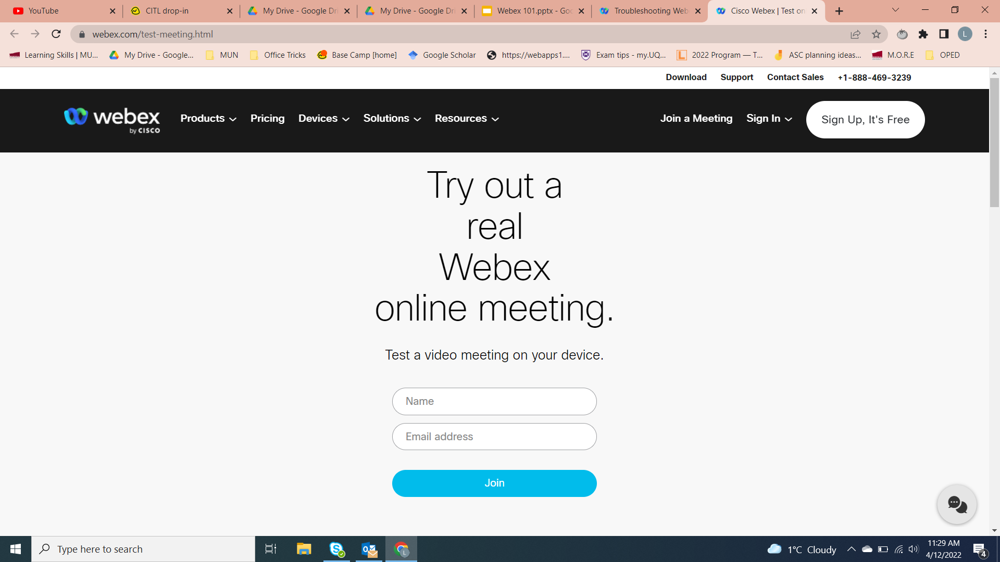 YouTube
CITL drop-in
My Drive - Google Dri
My Drive - Google Dri
Webex 101.pptx - Goo
Troubleshooting Web
Cisco Webex | Test on
webex.com/test-meeting.html
L
Learning Skills | MU...
My Drive - Google...
MUN
Office Tricks
Base Camp [home]
Google Scholar
https://webapps1....
Exam tips - my.UQ...
2022 Program — T...
ASC planning ideas...
M.O.R.E
OPED
Download Support Contact Sales +1-888-469-3239
webex
by CISCO
Products Pricing Devices Solutions Resources
Join a Meeting Sign In Sign Up, It's Free
Try out a
real
Webex
online meeting.
Test a video meeting on your device.
Name
Email address
Join
Type here to search
1°C Cloudy
11:29 AM
4/12/2022
4